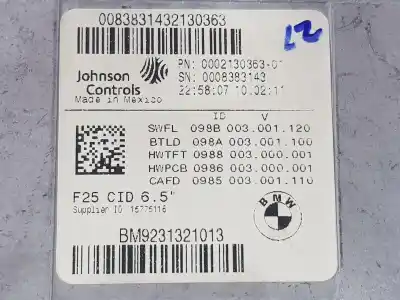 0083831432130363
L2
Johnson
Controls
PN: 0002130363-01
SN: 0008383143
Made in Mexico
22:58:07 10.02.11
ID V
SWFL 098B 003.001.120
BTLD 098A 003.001.100
HWTFT 0988 003.000.001
HWPCB 0986 003.000.001
CAFD 0985 003.001.110
F25 CID 6.5"
Supplier ID: 15275116
BMW
BM9231321013